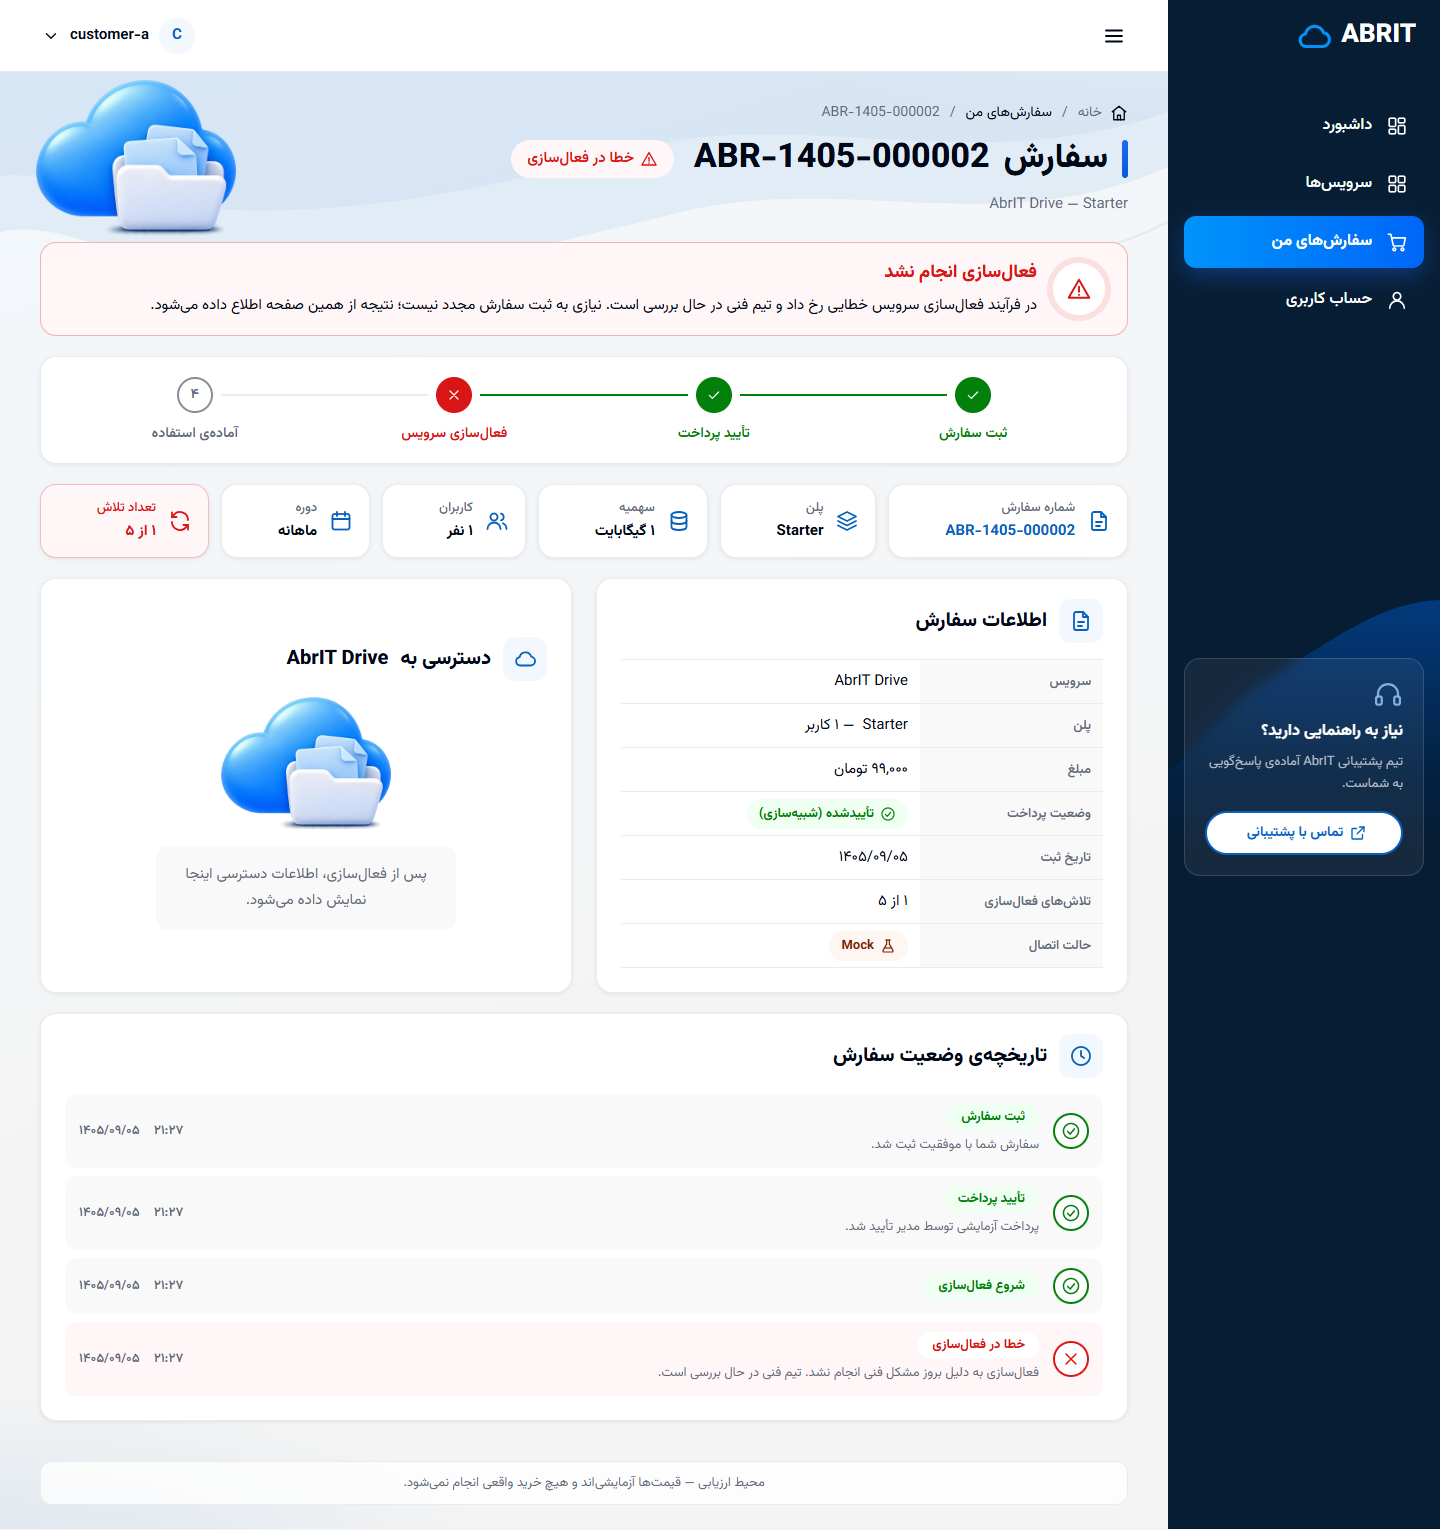 ABRIT
داشبورد
سرویس‌ها
سفارش‌های من
حساب کاربری
نیاز به راهنمایی دارید؟
تیم پشتیبانی AbrIT آماده‌ی پاسخ‌گویی
به شماست.
تماس با پشتیبانی
C customer-a
خانه / سفارش‌های من / ABR-1405-000002
سفارش ABR-1405-000002
خطا در فعال‌سازی
AbrIT Drive — Starter
فعال‌سازی انجام نشد
در فرآیند فعال‌سازی سرویس خطایی رخ داد و تیم فنی در حال بررسی است. نیازی به ثبت سفارش مجدد نیست؛ نتیجه از همین صفحه اطلاع داده می‌شود.
ثبت سفارش
تأیید پرداخت
فعال‌سازی سرویس
۴
آماده‌ی استفاده
شماره سفارش
ABR-1405-000002
پلن
Starter
سهمیه
۱ گیگابایت
کاربران
۱ نفر
دوره
ماهانه
تعداد تلاش
۱ از ۵
اطلاعات سفارش
سرویس AbrIT Drive
پلن Starter — ۱ کاربر
مبلغ ۹۹,۰۰۰ تومان
وضعیت پرداخت تأییدشده (شبیه‌سازی)
تاریخ ثبت ۱۴۰۵/۰۹/۰۵
تلاش‌های فعال‌سازی ۱ از ۵
حالت اتصال Mock
دسترسی به AbrIT Drive
پس از فعال‌سازی، اطلاعات دسترسی اینجا
نمایش داده می‌شود.
تاریخچه‌ی وضعیت سفارش
ثبت سفارش
سفارش شما با موفقیت ثبت شد.
۲۱:۲۷ ۱۴۰۵/۰۹/۰۵
تأیید پرداخت
پرداخت آزمایشی توسط مدیر تأیید شد.
۲۱:۲۷ ۱۴۰۵/۰۹/۰۵
شروع فعال‌سازی
۲۱:۲۷ ۱۴۰۵/۰۹/۰۵
خطا در فعال‌سازی
فعال‌سازی به دلیل بروز مشکل فنی انجام نشد. تیم فنی در حال بررسی است.
۲۱:۲۷ ۱۴۰۵/۰۹/۰۵
محیط ارزیابی — قیمت‌ها آزمایشی‌اند و هیچ خرید واقعی انجام نمی‌شود.